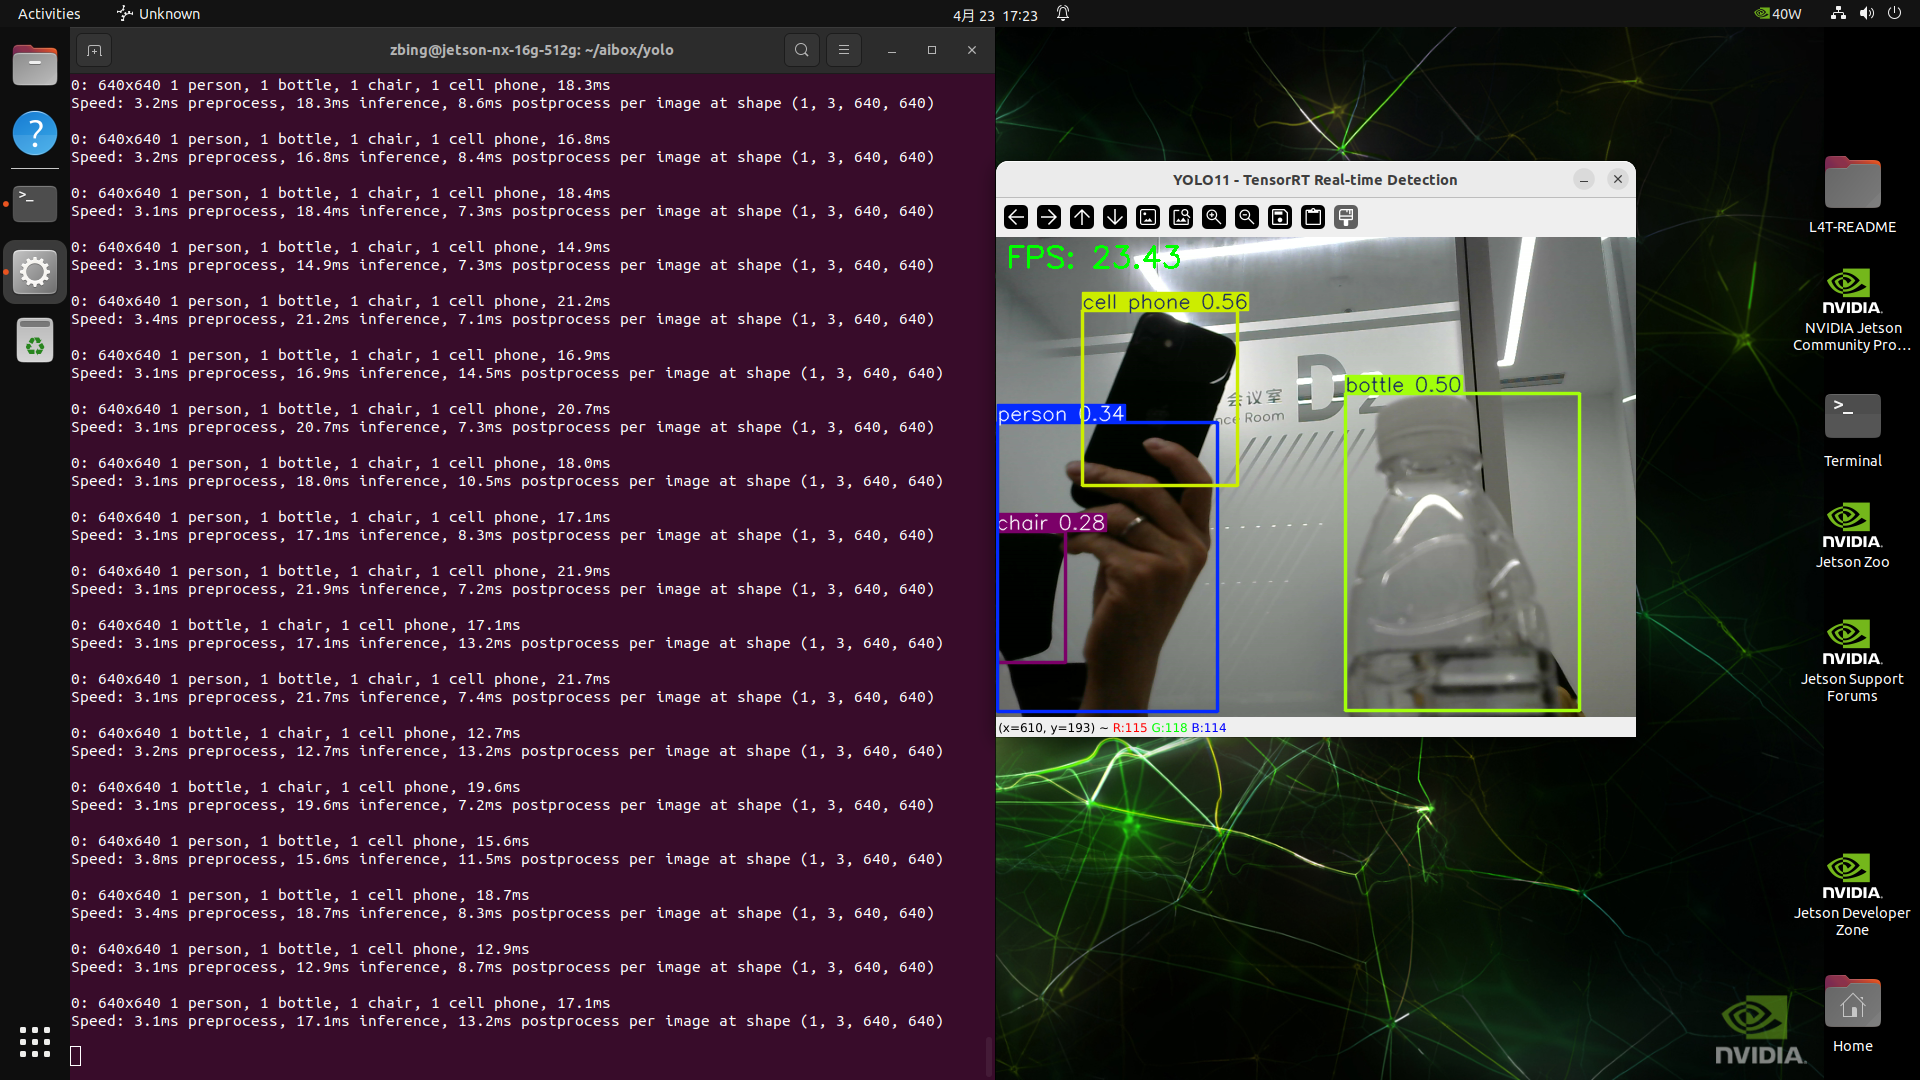 Activities
Unknown
4月 23 17:23
40W
zbing@jetson-nx-16g-512g: ~/aibox/yolo
0: 640x640 1 person, 1 bottle, 1 chair, 1 cell phone, 18.3ms
Speed: 3.2ms preprocess, 18.3ms inference, 8.6ms postprocess per image at shape (1, 3, 640, 640)
0: 640x640 1 person, 1 bottle, 1 chair, 1 cell phone, 16.8ms
Speed: 3.2ms preprocess, 16.8ms inference, 8.4ms postprocess per image at shape (1, 3, 640, 640)
0: 640x640 1 person, 1 bottle, 1 chair, 1 cell phone, 18.4ms
Speed: 3.1ms preprocess, 18.4ms inference, 7.3ms postprocess per image at shape (1, 3, 640, 640)
0: 640x640 1 person, 1 bottle, 1 chair, 1 cell phone, 14.9ms
Speed: 3.1ms preprocess, 14.9ms inference, 7.3ms postprocess per image at shape (1, 3, 640, 640)
0: 640x640 1 person, 1 bottle, 1 chair, 1 cell phone, 21.2ms
Speed: 3.4ms preprocess, 21.2ms inference, 7.1ms postprocess per image at shape (1, 3, 640, 640)
0: 640x640 1 person, 1 bottle, 1 chair, 1 cell phone, 16.9ms
Speed: 3.1ms preprocess, 16.9ms inference, 14.5ms postprocess per image at shape (1, 3, 640, 640)
0: 640x640 1 person, 1 bottle, 1 chair, 1 cell phone, 20.7ms
Speed: 3.1ms preprocess, 20.7ms inference, 7.3ms postprocess per image at shape (1, 3, 640, 640)
0: 640x640 1 person, 1 bottle, 1 chair, 1 cell phone, 18.0ms
Speed: 3.1ms preprocess, 18.0ms inference, 10.5ms postprocess per image at shape (1, 3, 640, 640)
0: 640x640 1 person, 1 bottle, 1 chair, 1 cell phone, 17.1ms
Speed: 3.1ms preprocess, 17.1ms inference, 8.3ms postprocess per image at shape (1, 3, 640, 640)
0: 640x640 1 person, 1 bottle, 1 chair, 1 cell phone, 21.9ms
Speed: 3.1ms preprocess, 21.9ms inference, 7.2ms postprocess per image at shape (1, 3, 640, 640)
0: 640x640 1 bottle, 1 chair, 1 cell phone, 17.1ms
Speed: 3.1ms preprocess, 17.1ms inference, 13.2ms postprocess per image at shape (1, 3, 640, 640)
0: 640x640 1 person, 1 bottle, 1 chair, 1 cell phone, 21.7ms
Speed: 3.1ms preprocess, 21.7ms inference, 7.4ms postprocess per image at shape (1, 3, 640, 640)
0: 640x640 1 bottle, 1 chair, 1 cell phone, 12.7ms
Speed: 3.2ms preprocess, 12.7ms inference, 13.2ms postprocess per image at shape (1, 3, 640, 640)
0: 640x640 1 bottle, 1 chair, 1 cell phone, 19.6ms
Speed: 3.1ms preprocess, 19.6ms inference, 7.2ms postprocess per image at shape (1, 3, 640, 640)
0: 640x640 1 person, 1 bottle, 1 cell phone, 15.6ms
Speed: 3.8ms preprocess, 15.6ms inference, 11.5ms postprocess per image at shape (1, 3, 640, 640)
0: 640x640 1 person, 1 bottle, 1 cell phone, 18.7ms
Speed: 3.4ms preprocess, 18.7ms inference, 8.3ms postprocess per image at shape (1, 3, 640, 640)
0: 640x640 1 person, 1 bottle, 1 cell phone, 12.9ms
Speed: 3.1ms preprocess, 12.9ms inference, 8.7ms postprocess per image at shape (1, 3, 640, 640)
0: 640x640 1 person, 1 bottle, 1 chair, 1 cell phone, 17.1ms
Speed: 3.1ms preprocess, 17.1ms inference, 13.2ms postprocess per image at shape (1, 3, 640, 640)
YOLO11 - TensorRT Real-time Detection
FPS: 23.43
cell phone 0.56
bottle 0.50
会议室
Room
person 0.34
chair 0.28
(x=610, y=193) ~ R:115 G:118 B:114
L4T-README
NVIDIA.
NVIDIA Jetson
Community Pro...
Terminal
NVIDIA.
Jetson Zoo
NVIDIA.
Jetson Support
Forums
NVIDIA.
Jetson Developer
Zone
Home
NVIDIA.